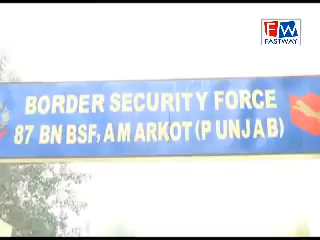 FW
FASTWAY
BORDER SECURITY FORCE
87 BN BSF, AMARKOT (PUNJAB)